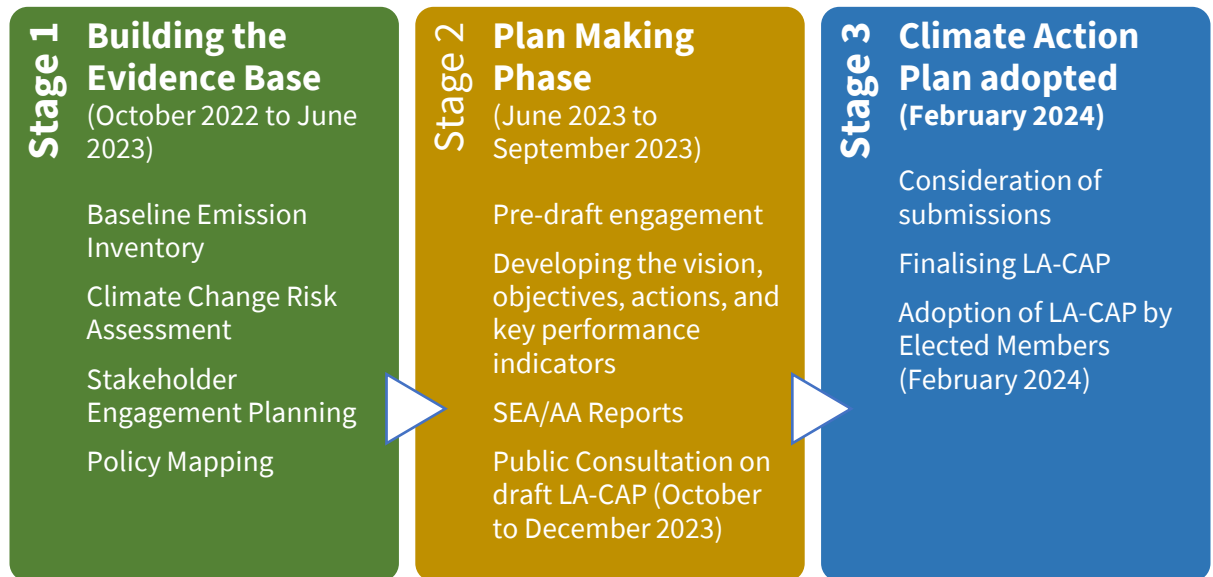 Stage 1
Building the
Evidence Base
(October 2022 to June
2023)
Baseline Emission
Inventory
Climate Change Risk
Assessment
Stakeholder
Engagement Planning
Policy Mapping
Stage 2
Plan Making
Phase
(June 2023 to
September 2023)
Pre-draft engagement
Developing the vision,
objectives, actions, and
key performance
indicators
SEA/AA Reports
Public Consultation on
draft LA-CAP (October
to December 2023)
Stage 3
Climate Action
Plan adopted
(February 2024)
Consideration of
submissions
Finalising LA-CAP
Adoption of LA-CAP by
Elected Members
(February 2024)